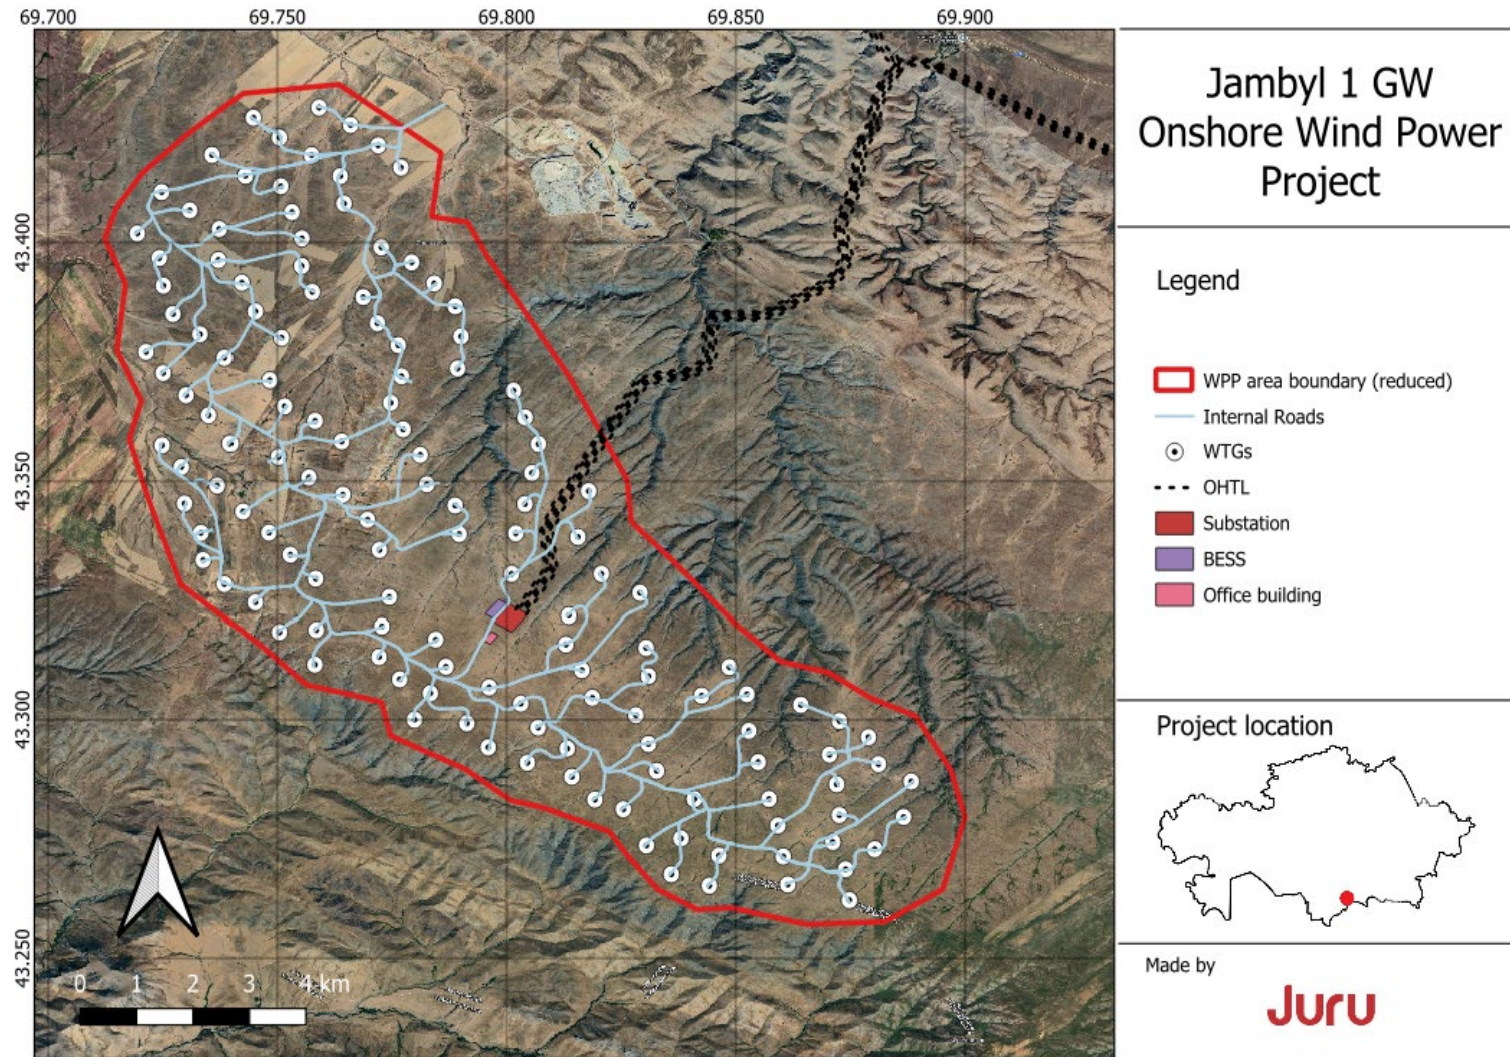 69.700 69.750 69.800 69.850 69.900
43.400
43.350
43.300
43.250
0 1 2 3 4 km
Jambyl 1 GW
Onshore Wind Power
Project
Legend
WPP area boundary (reduced)
Internal Roads
WTGs
OHTL
Substation
BESS
Office building
Project location
Made by
Juru